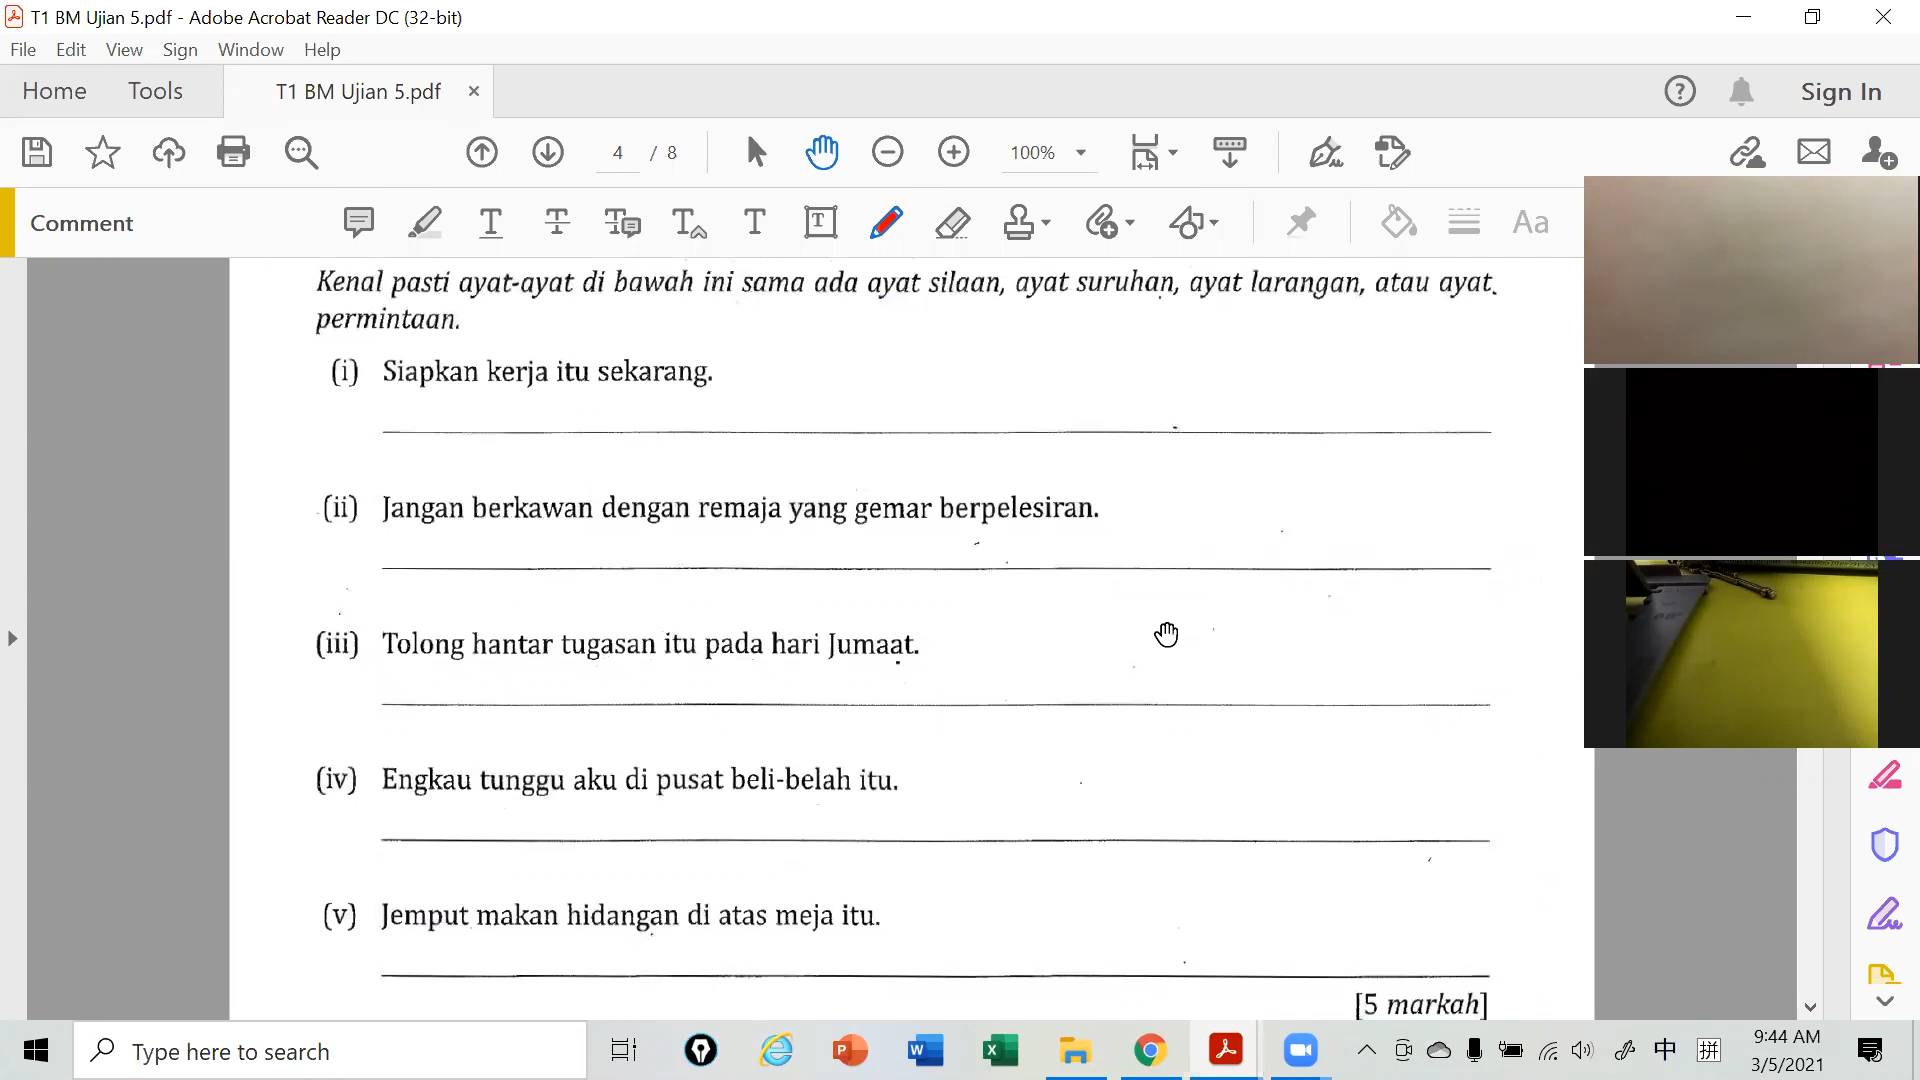 T1 BM Ujian 5.pdf - Adobe Acrobat Reader DC (32-bit)
File Edit View Sign Window Help
Home Tools T1 BM Ujian 5.pdf × Sign In
4 / 8 100%
Comment Aa
Kenal pasti ayat-ayat di bawah ini sama ada ayat silaan, ayat suruhan, ayat larangan, atau ayat
permintaan.
(i) Siapkan kerja itu sekarang.
(ii) Jangan berkawan dengan remaja yang gemar berpelesiran.
(iii) Tolong hantar tugasan itu pada hari Jumaat.
(iv) Engkau tunggu aku di pusat beli-belah itu.
(v) Jemput makan hidangan di atas meja itu.
[5 markah]
Type here to search 中 拼 9:44 AM
3/5/2021